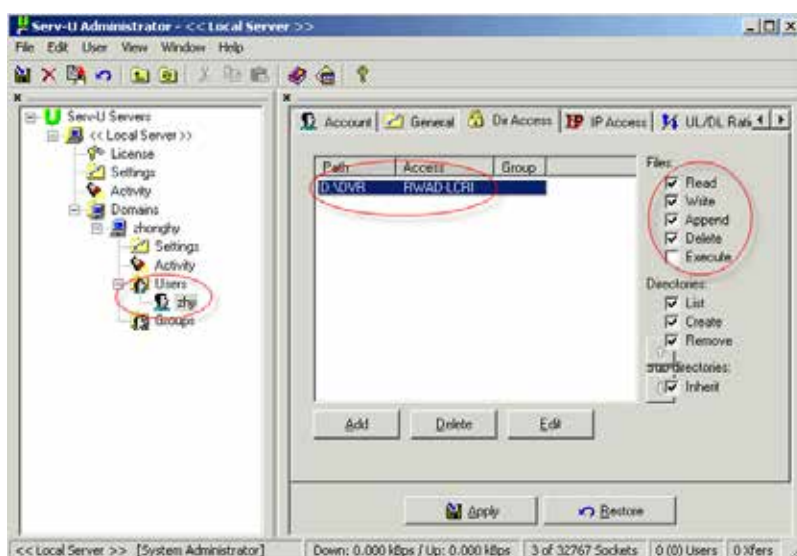 Serv-U Administrator - << Local Server >>
File Edit User View Window Help
Serv-U Servers
<< Local Server >>
License
Settings
Activity
Domains
zhonghy
Settings
Activity
Users
zhy
Groups
Account General Dir Access IP Access UL/DL
Path Access Group
D:\DVR RWAD-LCRI
Files:
Read
Write
Append
Delete
Execute
Directories:
List
Create
Remove
Sub directories:
Inherit
Add Delete Edit
Apply Restore
<< Local Server >> [System Administrator] Down: 0.000 kBps / Up: 0.000 kBps 3 of 32767 Sockets 0 (0) Users 0 Xfers